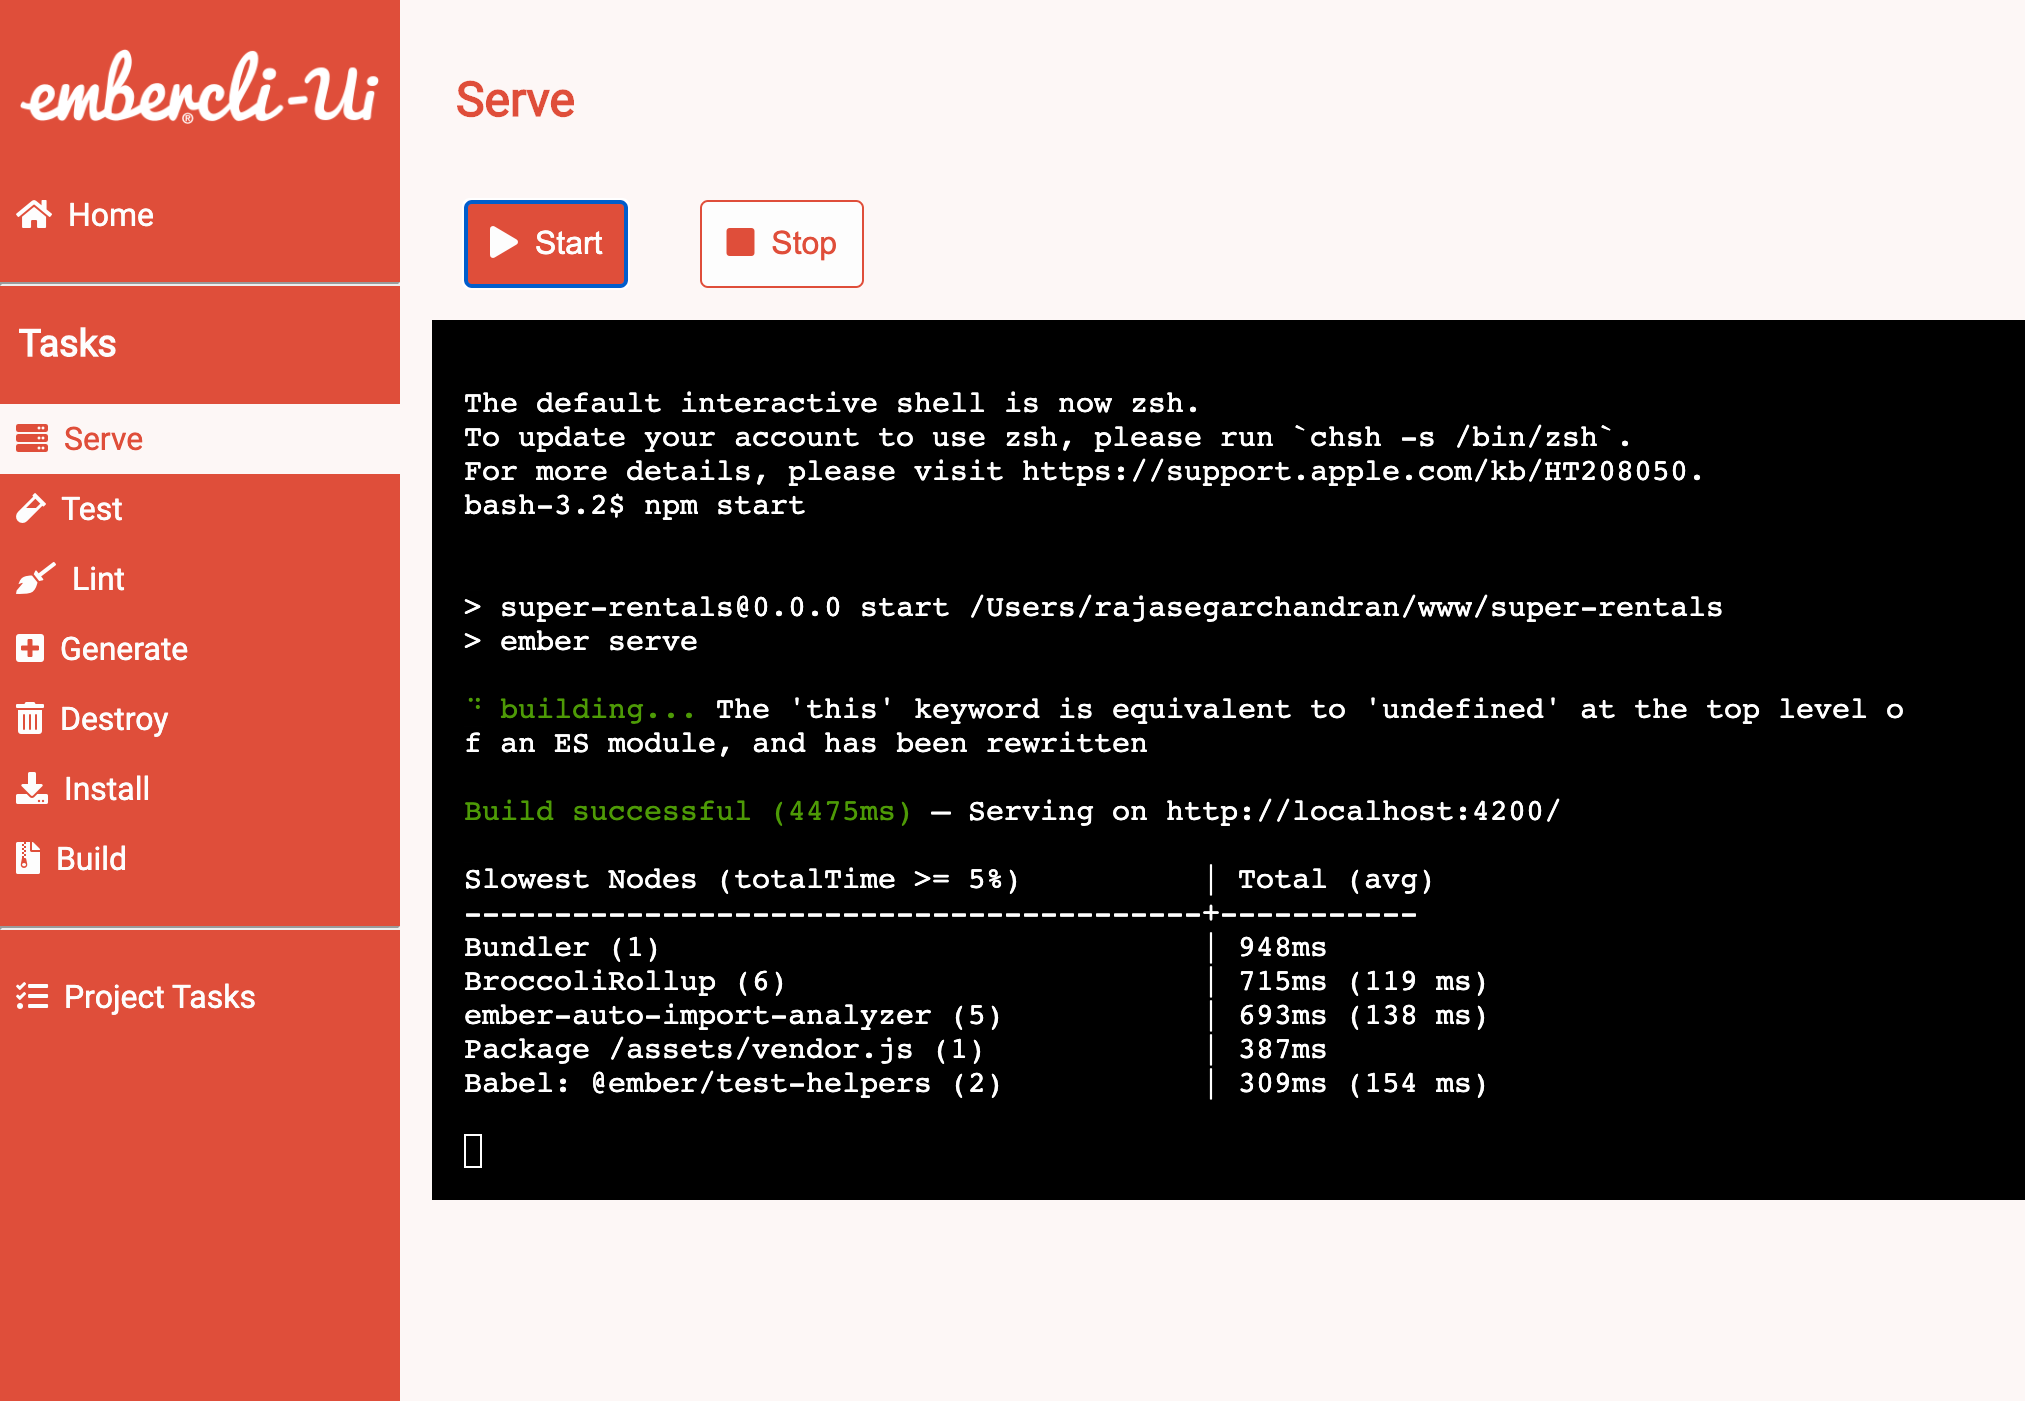 embercli-Ui
®
Home
Tasks
Serve
Test
Lint
Generate
Destroy
Install
Build
Project Tasks
Serve
Start
Stop
The default interactive shell is now zsh.
To update your account to use zsh, please run `chsh -s /bin/zsh`.
For more details, please visit https://support.apple.com/kb/HT208050.
bash-3.2$ npm start
> super-rentals@0.0.0 start /Users/rajasegarchandran/www/super-rentals
> ember serve
⠙ building... The 'this' keyword is equivalent to 'undefined' at the top level o
f an ES module, and has been rewritten
Build successful (4475ms) – Serving on http://localhost:4200/
Slowest Nodes (totalTime >= 5%) | Total (avg)
-----------------------------------------+-----------
Bundler (1) | 948ms
BroccoliRollup (6) | 715ms (119 ms)
ember-auto-import-analyzer (5) | 693ms (138 ms)
Package /assets/vendor.js (1) | 387ms
Babel: @ember/test-helpers (2) | 309ms (154 ms)